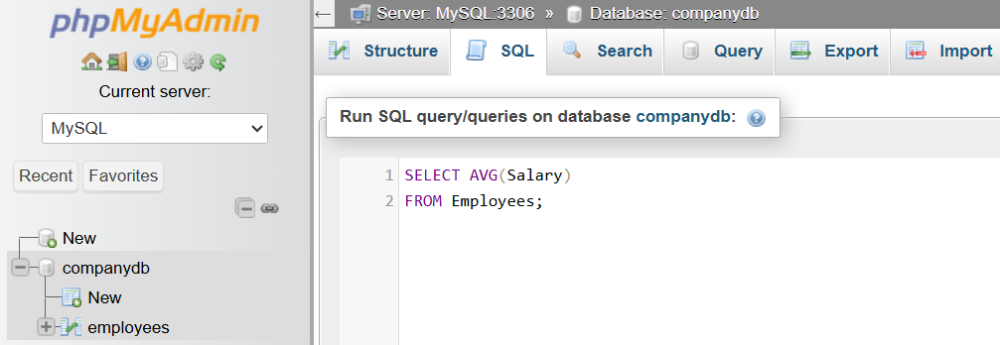 phpMyAdmin
Current server:
MySQL
Recent Favorites
New
companydb
New
employees
Server: MySQL:3306 » Database: companydb
Structure SQL Search Query Export Import
Run SQL query/queries on database companydb:
1 SELECT AVG(Salary)
2 FROM Employees;